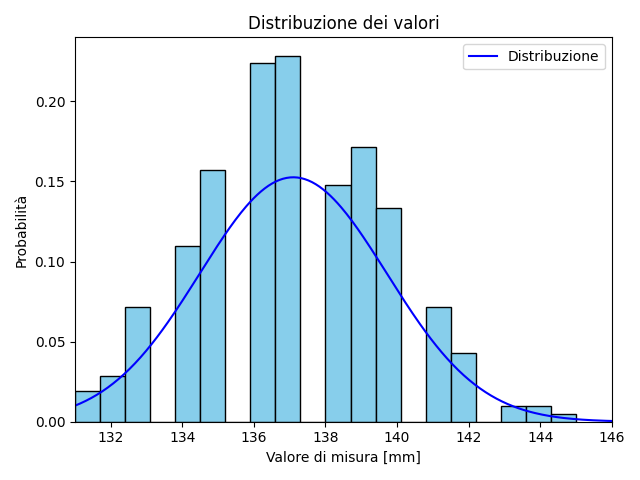 Distribuzione dei valori
Distribuzione
Probabilità
0.20
0.15
0.10
0.05
0.00
132 134 136 138 140 142 144 146
Valore di misura [mm]